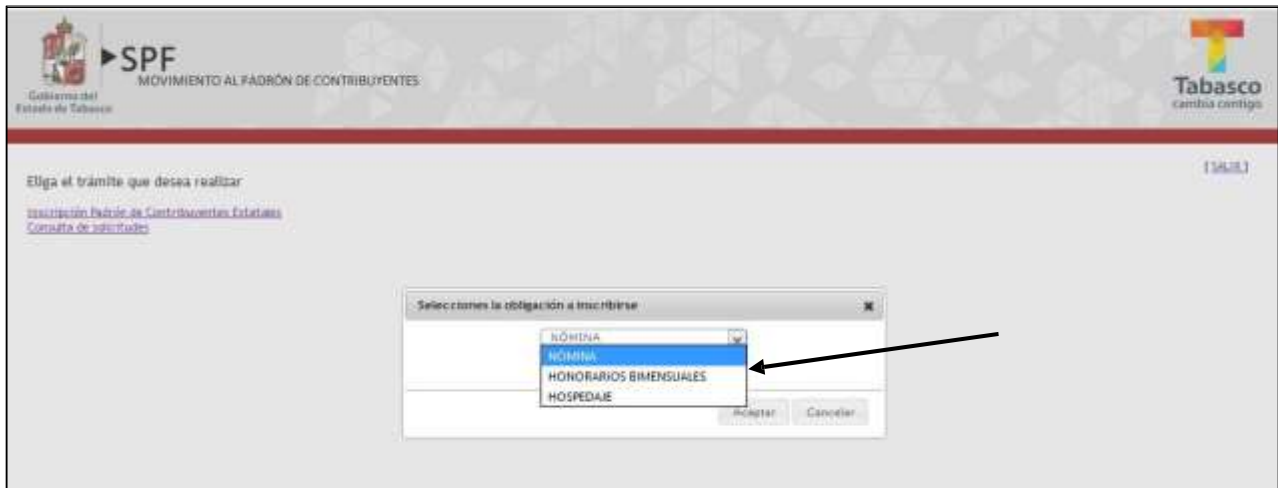 SPF
MOVIMIENTO AL PADRÓN DE CONTRIBUYENTES
Gobierno del
Estado de Tabasco
Tabasco
cambia contigo
[SALIR]
Elija el trámite que desea realizar
Inscripción Padrón de Contribuyentes Estatales
Consulta de solicitudes
Selecciones la obligación a inscribirse
NÓMINA
NÓMINA
HONORARIOS BIMENSUALES
HOSPEDAJE
Aceptar Cancelar